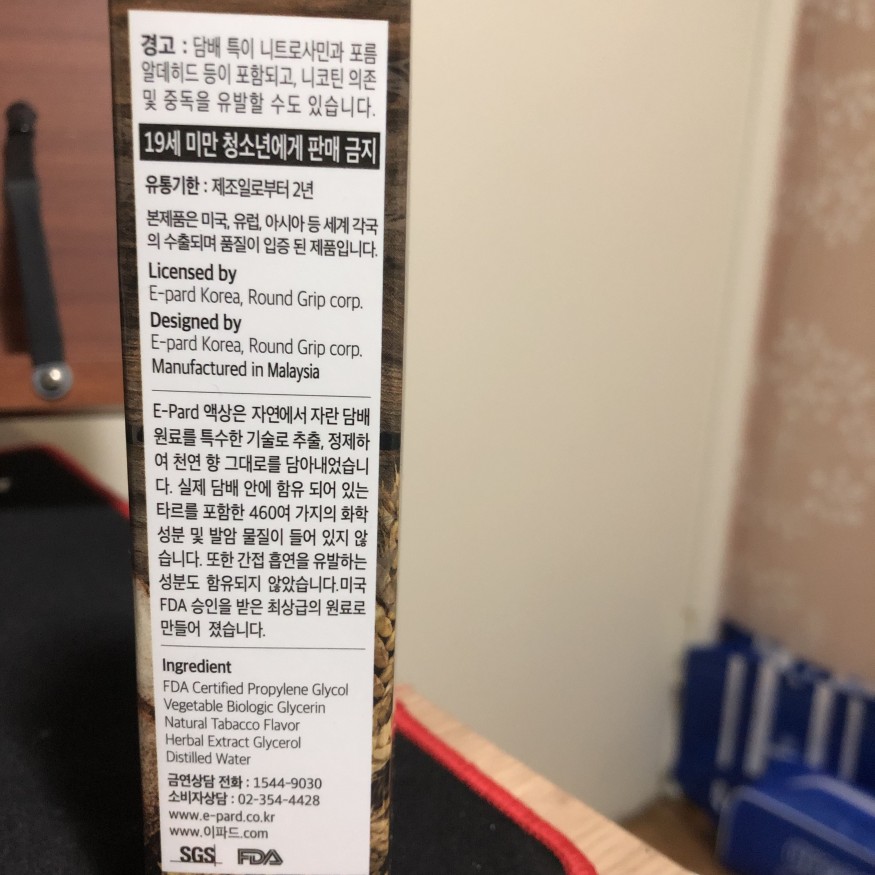 경고 : 담배 특이 니트로사민과 포름
알데히드 등이 포함되고, 니코틴 의존
및 중독을 유발할 수도 있습니다.
19세 미만 청소년에게 판매 금지
유통기한 : 제조일로부터 2년
본제품은 미국, 유럽, 아시아 등 세계 각국
의 수출되며 품질이 입증 된 제품입니다.
Licensed by
E-pard Korea, Round Grip corp.
Designed by
E-pard Korea, Round Grip corp.
Manufactured in Malaysia
E-Pard 액상은 자연에서 자란 담배
원료를 특수한 기술로 추출, 정제하
여 천연 향 그대로를 담아내었습니
다. 실제 담배 안에 함유 되어 있는
타르를 포함한 460여 가지의 화학
성분 및 발암 물질이 들어 있지 않
습니다. 또한 간접 흡연을 유발하는
성분도 함유되지 않았습니다.미국
FDA 승인을 받은 최상급의 원료로
만들어 졌습니다.
Ingredient
FDA Certified Propylene Glycol
Vegetable Biologic Glycerin
Natural Tabacco Flavor
Herbal Extract Glycerol
Distilled Water
금연상담 전화 : 1544-9030
소비자상담 : 02-354-4428
www.e-pard.co.kr
www.이파드.com
SGS FDA